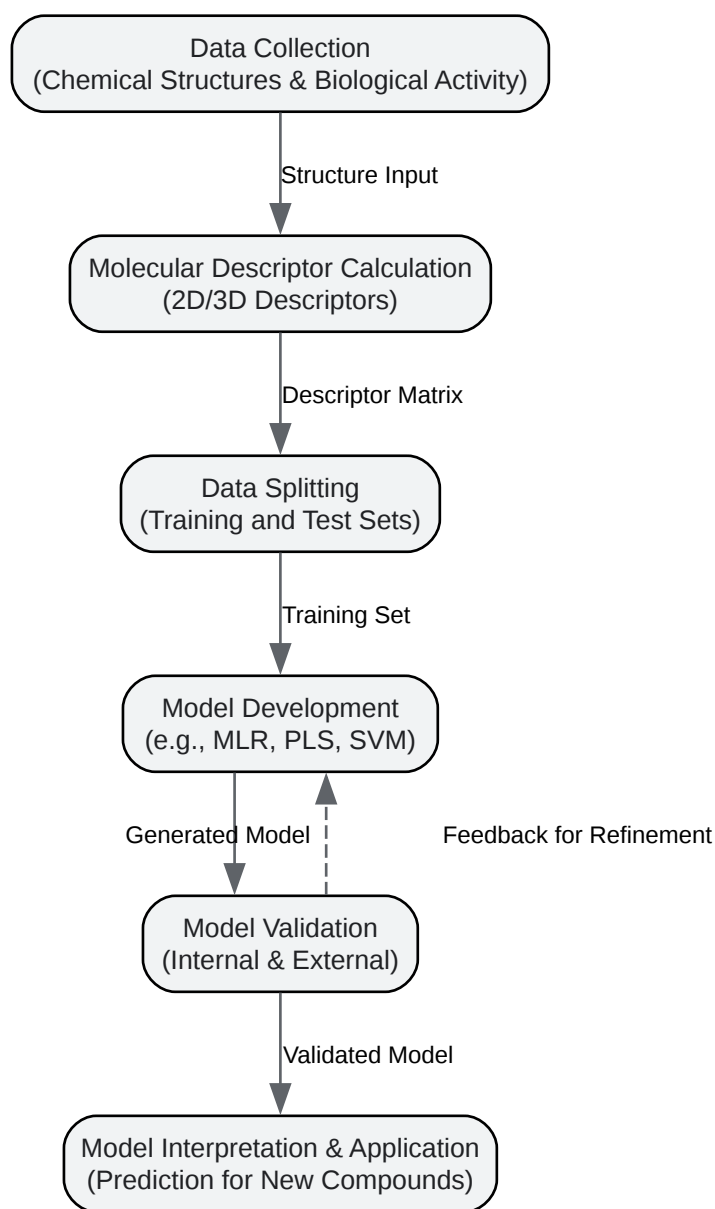 Data Collection
(Chemical Structures & Biological Activity)
Structure Input
Molecular Descriptor Calculation
(2D/3D Descriptors)
Descriptor Matrix
Data Splitting
(Training and Test Sets)
Training Set
Model Development
(e.g., MLR, PLS, SVM)
Generated Model
Feedback for Refinement
Model Validation
(Internal & External)
Validated Model
Model Interpretation & Application
(Prediction for New Compounds)